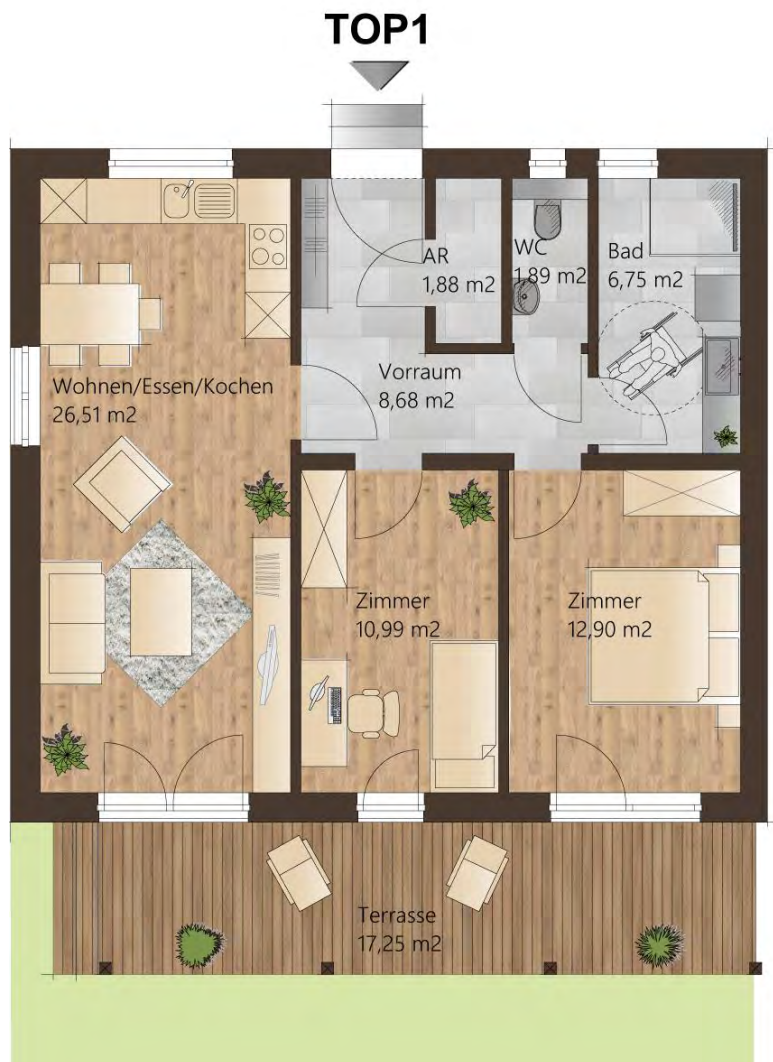 TOP1
AR
1,88 m2
WC
1,89 m2
Bad
6,75 m2
Vorraum
8,68 m2
Wohnen/Essen/Kochen
26,51 m2
Zimmer
10,99 m2
Zimmer
12,90 m2
Terrasse
17,25 m2